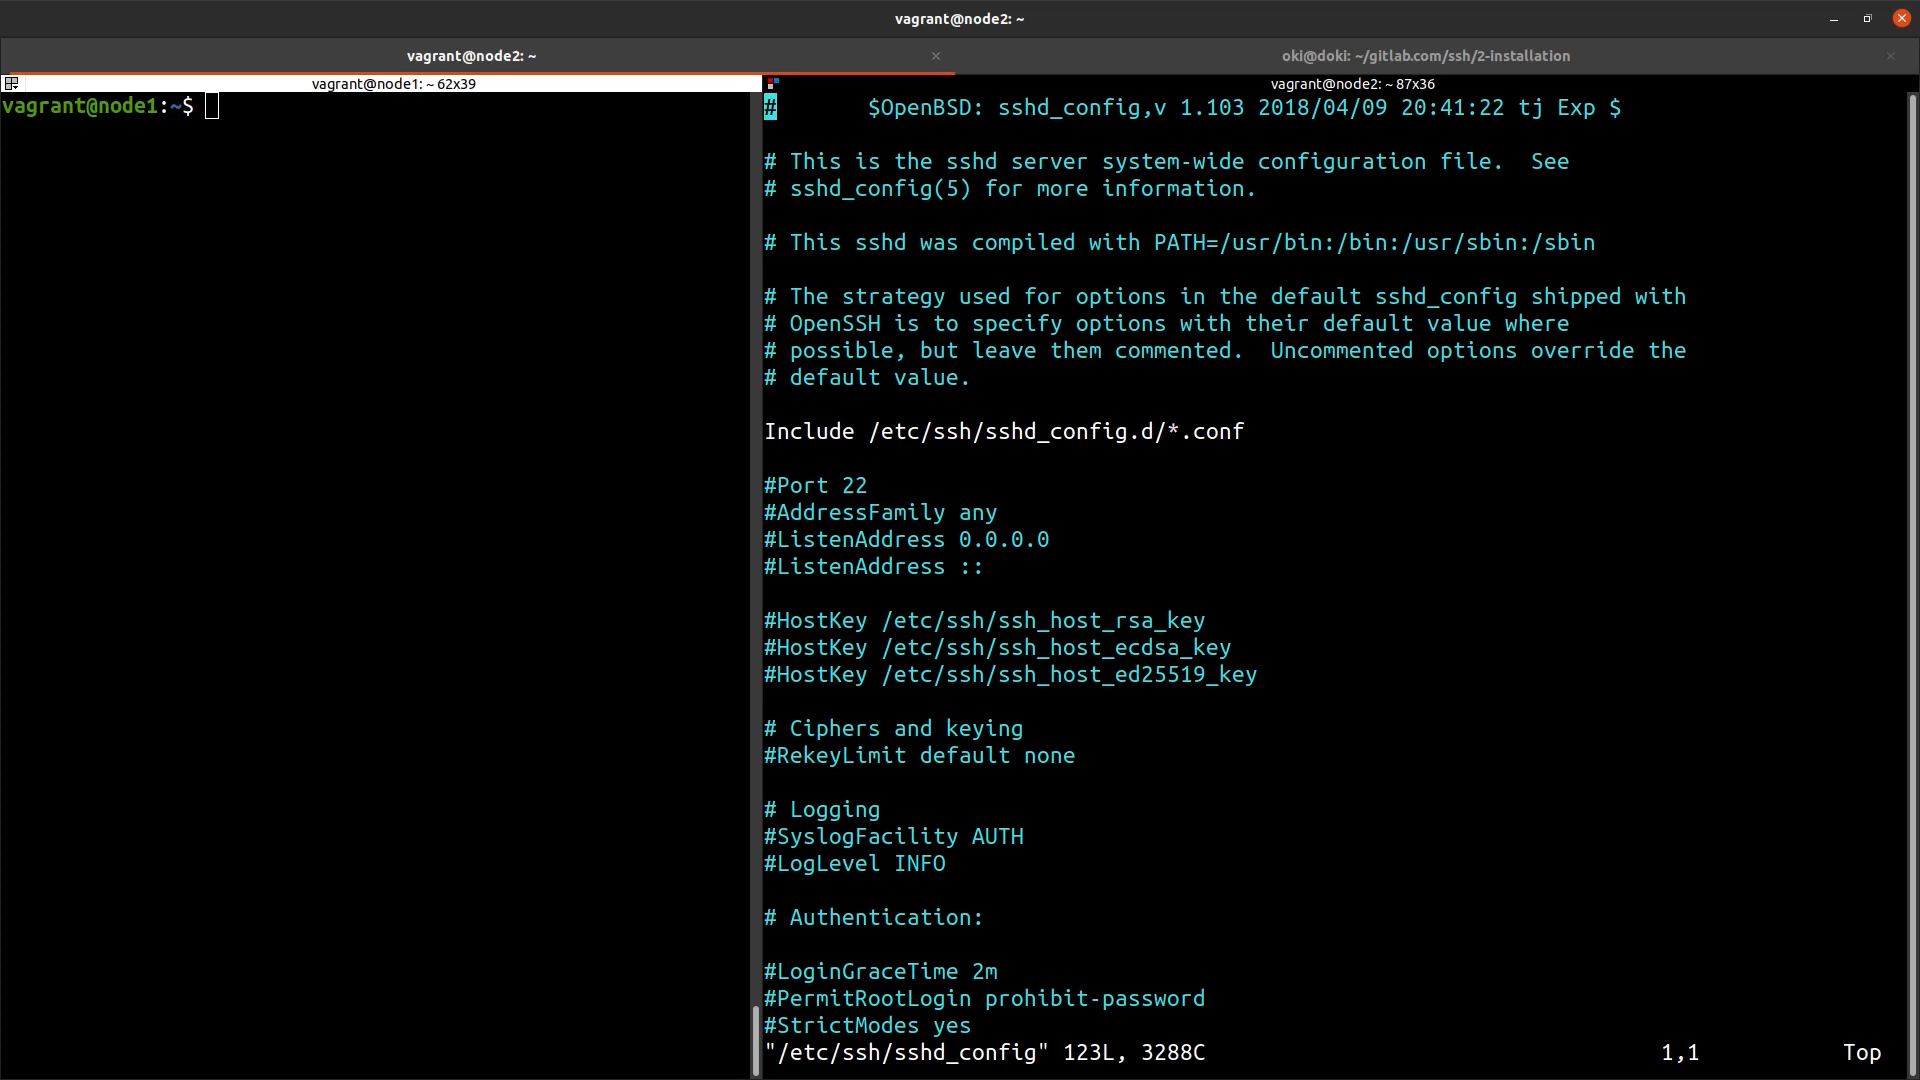 vagrant@node2: ~
vagrant@node2: ~
oki@doki: ~/gitlab.com/ssh/2-installation
vagrant@node1: ~ 62x39
vagrant@node1:~$
vagrant@node2: ~ 87x36
#       $OpenBSD: sshd_config,v 1.103 2018/04/09 20:41:22 tj Exp $
# This is the sshd server system-wide configuration file.  See
# sshd_config(5) for more information.
# This sshd was compiled with PATH=/usr/bin:/bin:/usr/sbin:/sbin
# The strategy used for options in the default sshd_config shipped with
# OpenSSH is to specify options with their default value where
# possible, but leave them commented.  Uncommented options override the
# default value.
Include /etc/ssh/sshd_config.d/*.conf
#Port 22
#AddressFamily any
#ListenAddress 0.0.0.0
#ListenAddress ::
#HostKey /etc/ssh/ssh_host_rsa_key
#HostKey /etc/ssh/ssh_host_ecdsa_key
#HostKey /etc/ssh/ssh_host_ed25519_key
# Ciphers and keying
#RekeyLimit default none
# Logging
#SyslogFacility AUTH
#LogLevel INFO
# Authentication:
#LoginGraceTime 2m
#PermitRootLogin prohibit-password
#StrictModes yes
"/etc/ssh/sshd_config" 123L, 3288C 1,1 Top